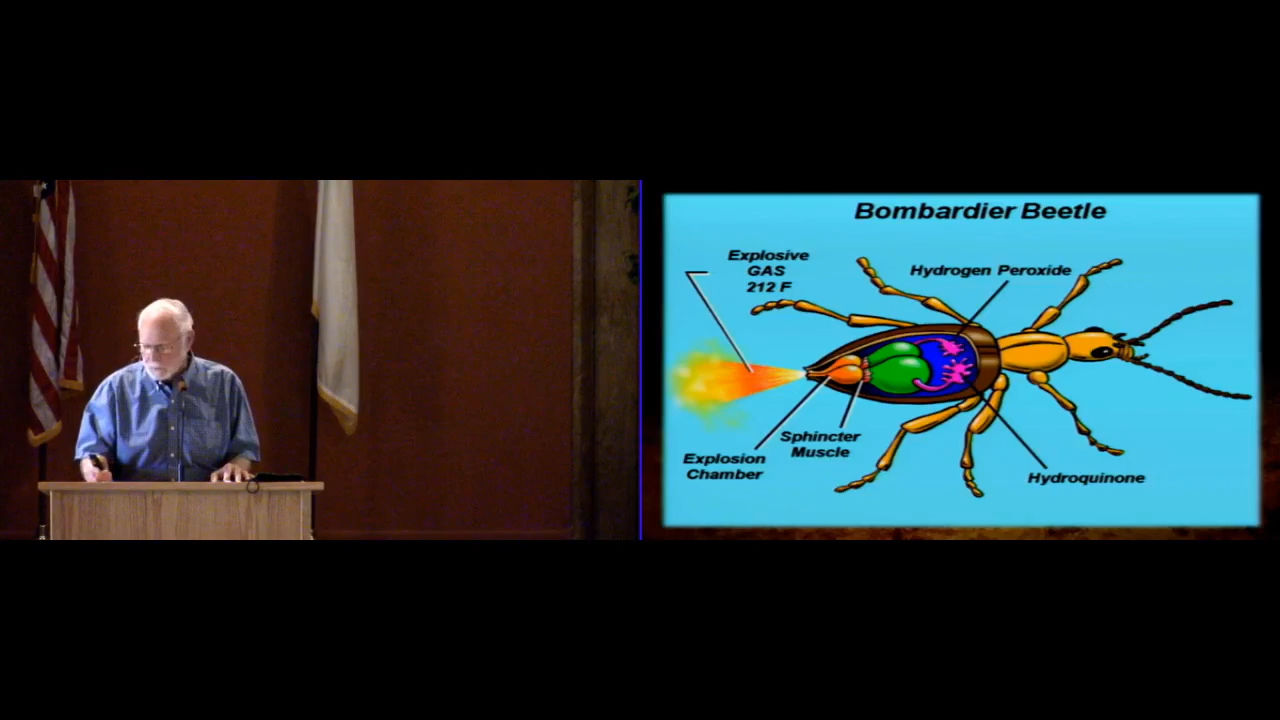 Bombardier Beetle
Explosive
GAS
212 F
Hydrogen Peroxide
Sphincter
Muscle
Explosion
Chamber
Hydroquinone